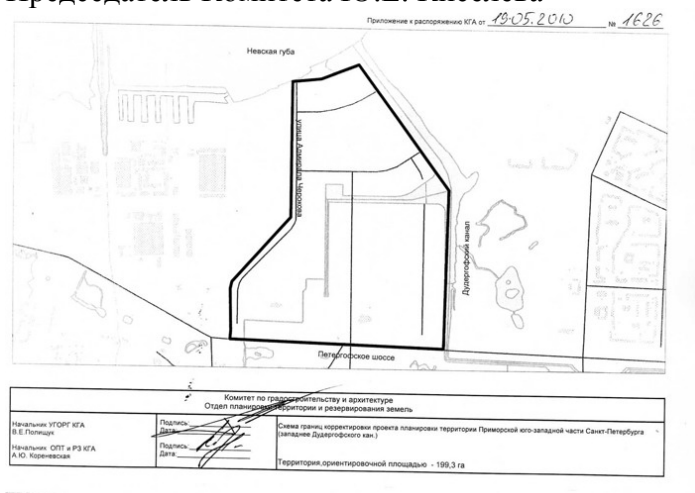 Председатель Комитета Ю.Е. Киселева
Приложение к распоряжению КГА от 19.05.2010 № 1626
Невская губа
улица Адмирала Черокова
Дудергофский канал
Петергофское шоссе
Комитет по градостроительству и архитектуре
Отдел планировки территории и резервирования земель
Начальник УГОРГ КГА
В.Е.Полищук
Подпись:
Дата:
Начальник ОПТ и РЗ КГА
А.Ю. Кореневская
Подпись:
Дата:
Схема границ корректировки проекта планировки территории Приморской юго-западной части Санкт-Петербурга
(западнее Дудергофского кан.)
Территория,ориентировочной площадью - 199,3 га